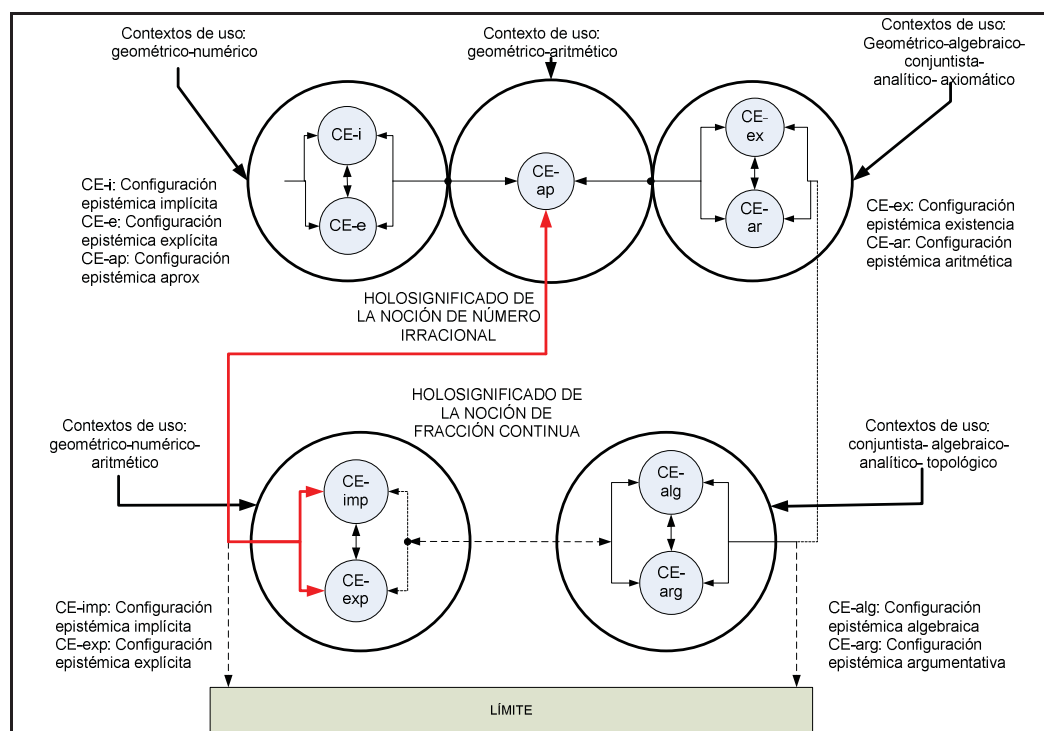 Contextos de uso:
geométrico-numérico
Contexto de uso:
geométrico-aritmético
Contextos de uso:
Geométrico-algebraico-
conjuntista-
analítico- axiomático
CE-i
CE-e
CE-
ap
CE-
ex
CE-
ar
CE-i: Configuración
epistémica implícita
CE-e: Configuración
epistémica explícita
CE-ap: Configuración
epistémica aprox
CE-ex: Configuración
epistémica existencia
CE-ar: Configuración
epistémica aritmética
HOLOSIGNIFICADO DE
LA NOCIÓN DE NÚMERO
IRRACIONAL
HOLOSIGNIFICADO DE
LA NOCIÓN DE
FRACCIÓN CONTINUA
Contextos de uso:
geométrico-numérico-
aritmético
Contextos de uso:
conjuntista- algebraico-
analítico- topológico
CE-
imp
CE-
exp
CE-
alg
CE-
arg
CE-imp: Configuración
epistémica implícita
CE-exp: Configuración
epistémica explícita
CE-alg: Configuración
epistémica algebraica
CE-arg: Configuración
epistémica argumentativa
LÍMITE